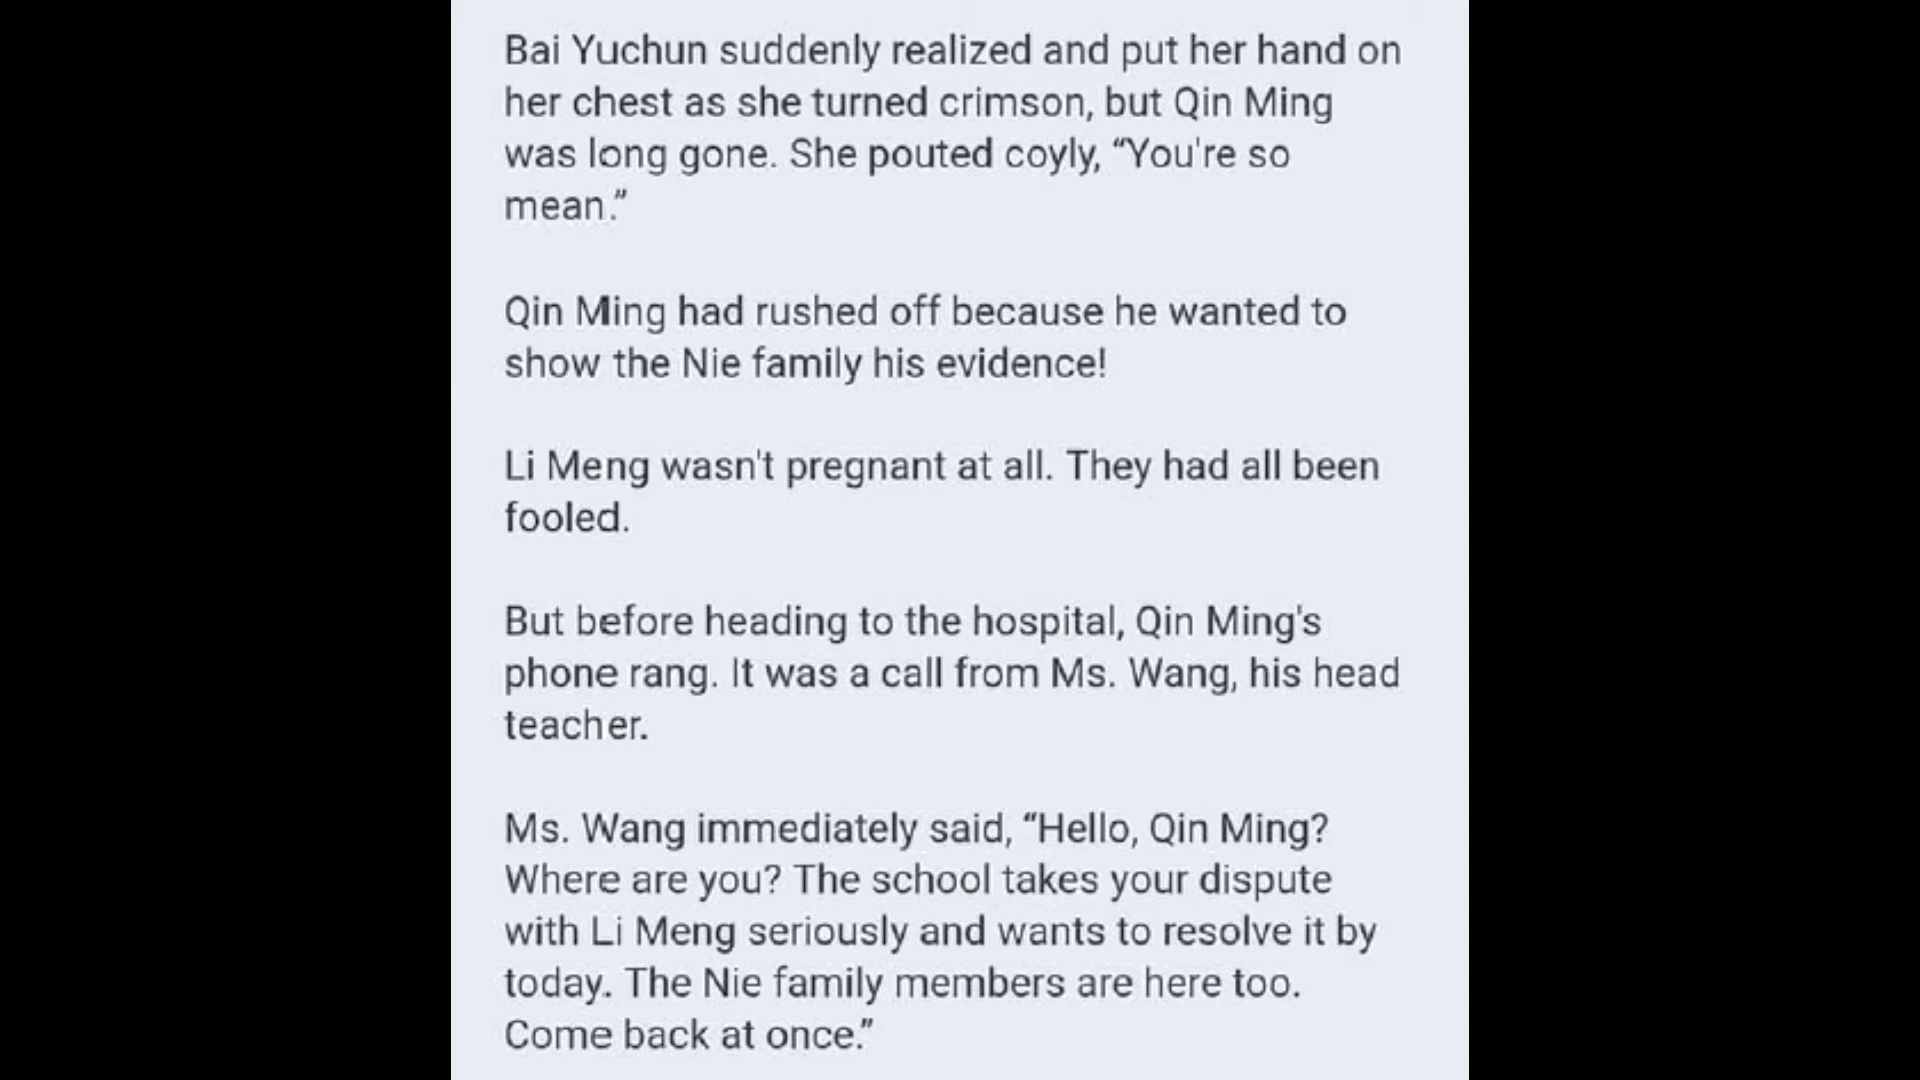 Bai Yuchun suddenly realized and put her hand on
her chest as she turned crimson, but Qin Ming
was long gone. She pouted coyly, “You're so
mean.”
Qin Ming had rushed off because he wanted to
show the Nie family his evidence!
Li Meng wasn't pregnant at all. They had all been
fooled.
But before heading to the hospital, Qin Ming's
phone rang. It was a call from Ms. Wang, his head
teacher.
Ms. Wang immediately said, “Hello, Qin Ming?
Where are you? The school takes your dispute
with Li Meng seriously and wants to resolve it by
today. The Nie family members are here too.
Come back at once.”